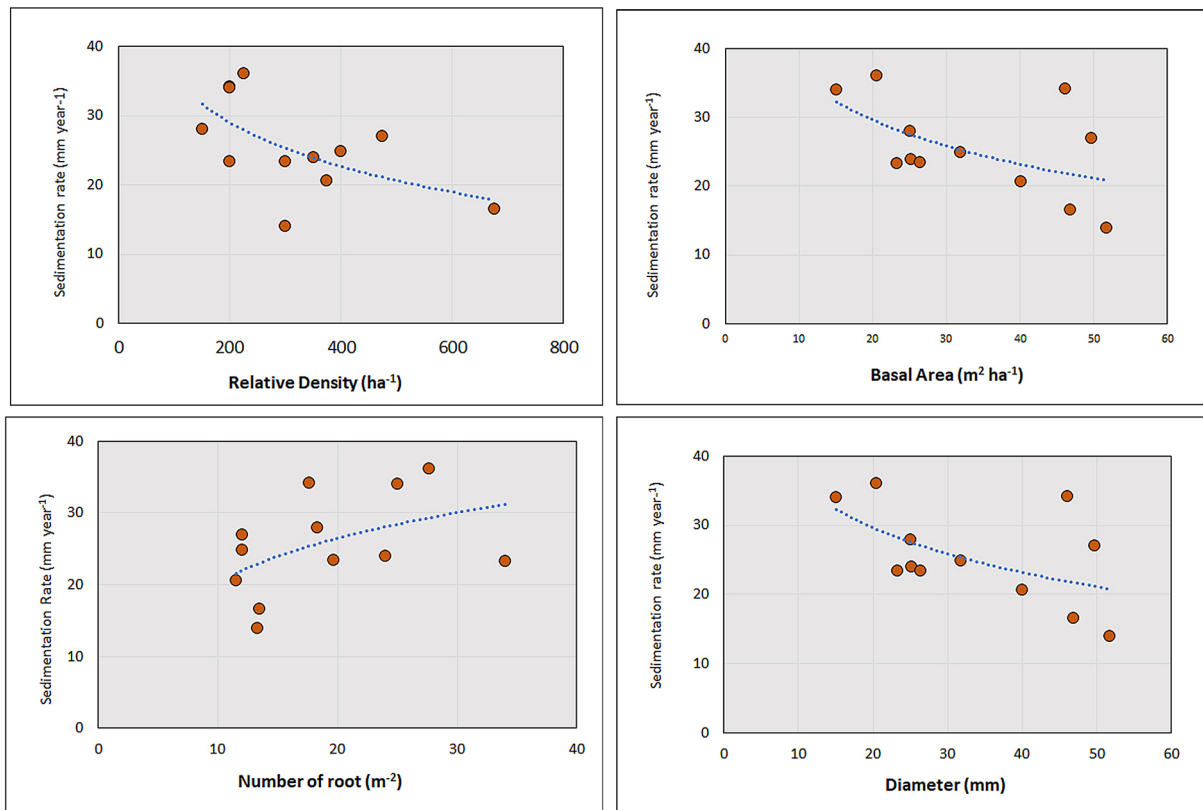 40
30
20
10
0
0 200 400 600 800
Sedimentation rate (mm year-1)
Relative Density (ha⁻¹)
40
30
20
10
0
0 10 20 30 40 50 60
Sedimentation rate (mm year⁻¹)
Basal Area (m² ha⁻¹)
40
30
20
10
0
0 10 20 30 40
Sedimentation Rate (mm year⁻¹)
Number of root (m⁻²)
40
30
20
10
0
0 10 20 30 40 50 60
Sedimentation rate (mm year-¹)
Diameter (mm)